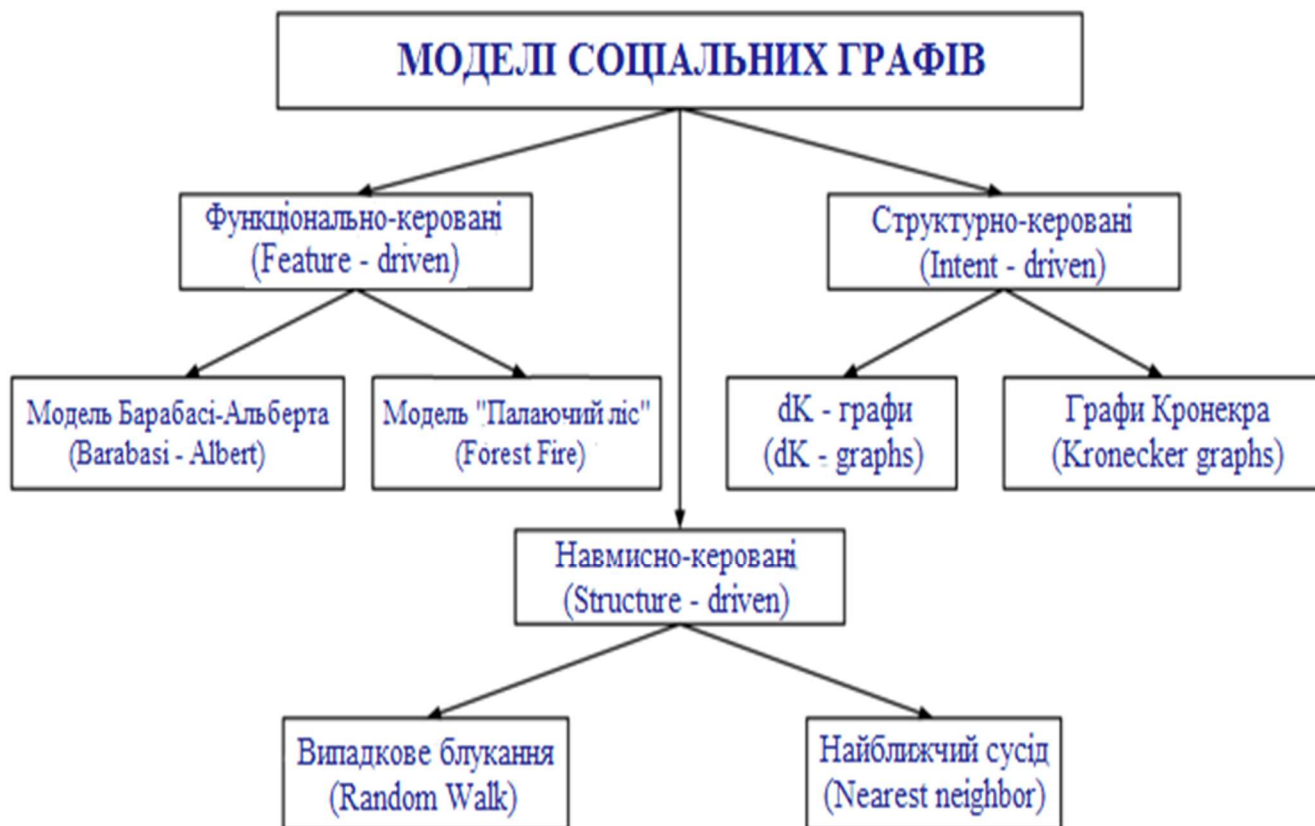 МОДЕЛІ СОЦІАЛЬНИХ ГРАФІВ
Функціонально-керовані
(Feature - driven)
Структурно-керовані
(Intent - driven)
Модель Барабасі-Альберта
(Barabasi - Albert)
Модель "Палаючий ліс"
(Forest Fire)
dK - графи
(dK - graphs)
Графи Кронекра
(Kronecker graphs)
Навмисно-керовані
(Structure - driven)
Випадкове блукання
(Random Walk)
Найближчий сусід
(Nearest neighbor)